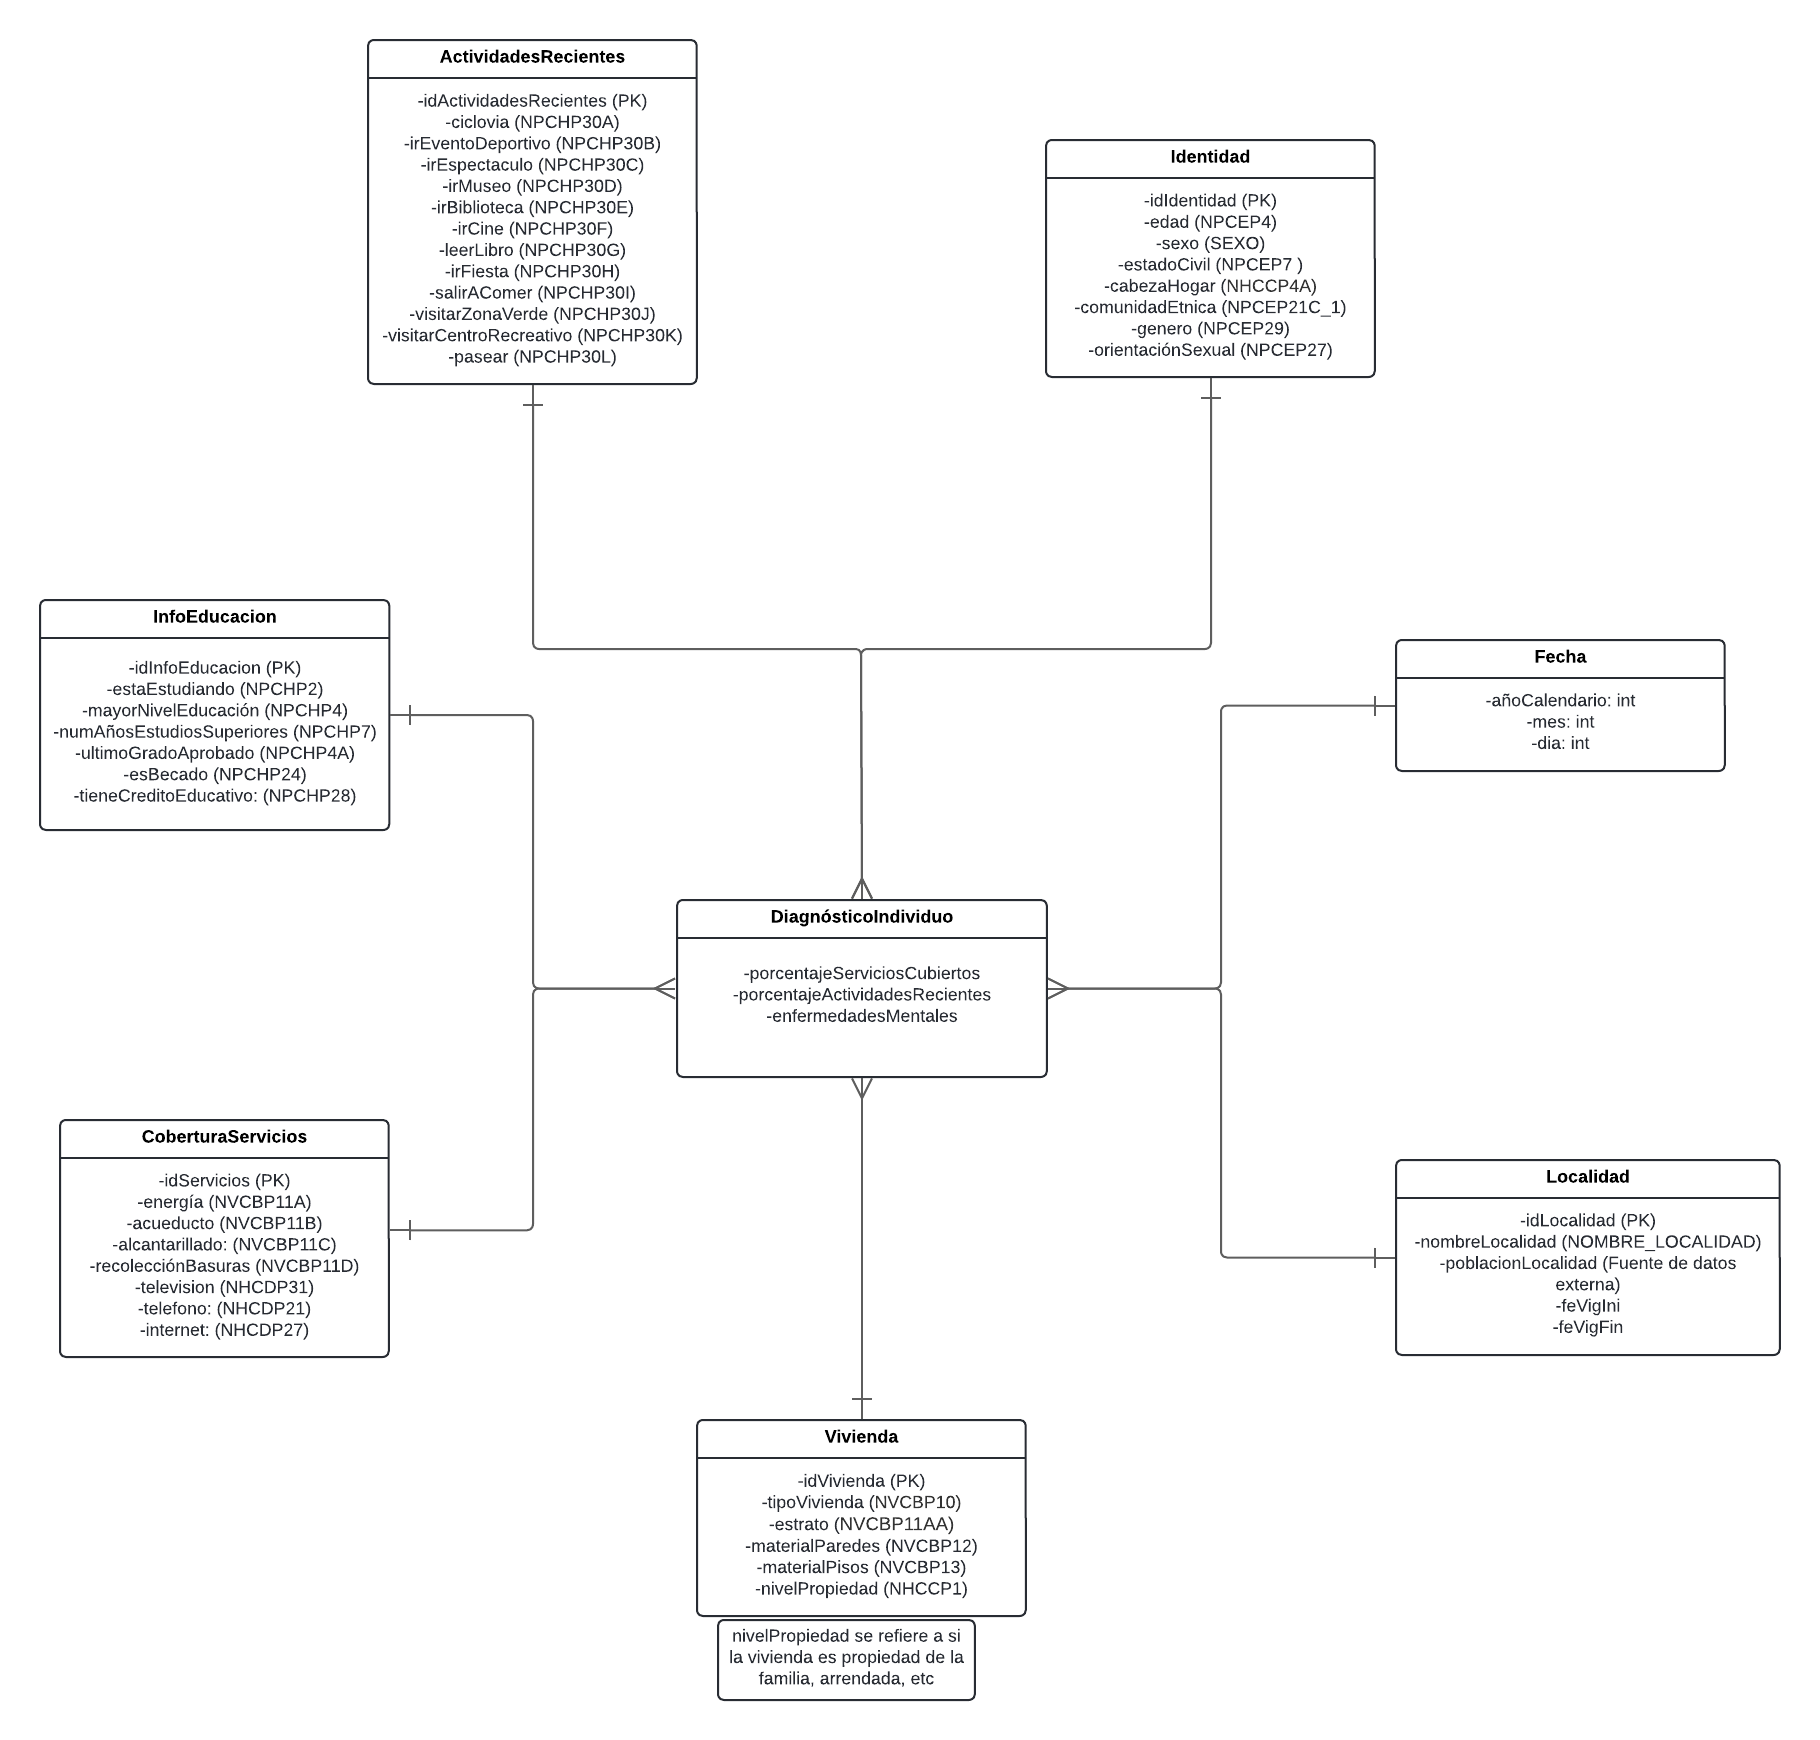 ActividadesRecientes
-idActividadesRecientes (PK)
-ciclovia (NPCHP30A)
-irEventoDeportivo (NPCHP30B)
-irEspectaculo (NPCHP30C)
-irMuseo (NPCHP30D)
-irBiblioteca (NPCHP30E)
-irCine (NPCHP30F)
-leerLibro (NPCHP30G)
-irFiesta (NPCHP30H)
-salirAComer (NPCHP30I)
-visitarZonaVerde (NPCHP30J)
-visitarCentroRecreativo (NPCHP30K)
-pasear (NPCHP30L)
Identidad
-idIdentidad (PK)
-edad (NPCEP4)
-sexo (SEXO)
-estadoCivil (NPCEP7 )
-cabezaHogar (NHCCP4A)
-comunidadEtnica (NPCEP21C_1)
-genero (NPCEP29)
-orientaciónSexual (NPCEP27)
InfoEducacion
-idInfoEducacion (PK)
-estaEstudiando (NPCHP2)
-mayorNivelEducación (NPCHP4)
-numAñosEstudiosSuperiores (NPCHP7)
-ultimoGradoAprobado (NPCHP4A)
-esBecado (NPCHP24)
-tieneCreditoEducativo: (NPCHP28)
Fecha
-añoCalendario: int
-mes: int
-dia: int
DiagnósticoIndividuo
-porcentajeServiciosCubiertos
-porcentajeActividadesRecientes
-enfermedadesMentales
CoberturaServicios
-idServicios (PK)
-energía (NVCBP11A)
-acueducto (NVCBP11B)
-alcantarillado: (NVCBP11C)
-recolecciónBasuras (NVCBP11D)
-television (NHCDP31)
-telefono: (NHCDP21)
-internet: (NHCDP27)
Localidad
-idLocalidad (PK)
-nombreLocalidad (NOMBRE_LOCALIDAD)
-poblacionLocalidad (Fuente de datos
externa)
-feVigIni
-feVigFin
Vivienda
-idVivienda (PK)
-tipoVivienda (NVCBP10)
-estrato (NVCBP11AA)
-materialParedes (NVCBP12)
-materialPisos (NVCBP13)
-nivelPropiedad (NHCCP1)
nivelPropiedad se refiere a si
la vivienda es propiedad de la
familia, arrendada, etc